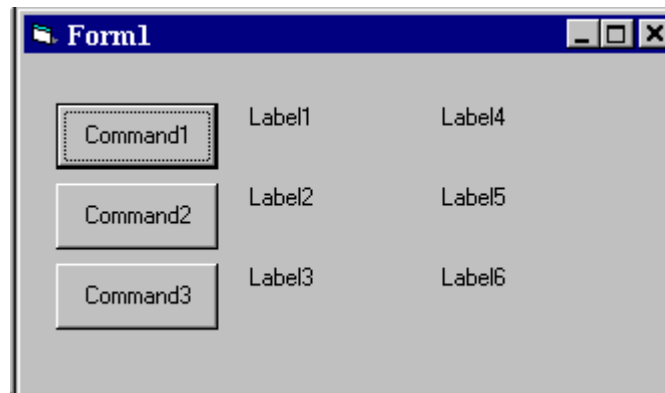 Form1
Command1 Label1 Label4
Command2 Label2 Label5
Command3 Label3 Label6